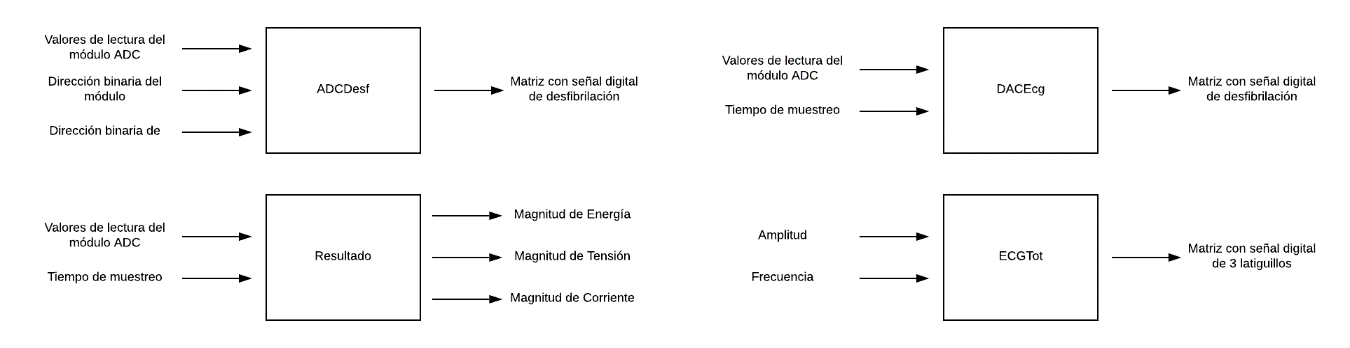 Valores de lectura del
módulo ADC
Dirección binaria del
módulo
Dirección binaria de
ADCDesf
Matriz con señal digital
de desfibrilación
Valores de lectura del
módulo ADC
Tiempo de muestreo
DACEcg
Matriz con señal digital
de desfibrilación
Valores de lectura del
módulo ADC
Tiempo de muestreo
Resultado
Magnitud de Energía
Magnitud de Tensión
Magnitud de Corriente
Amplitud
Frecuencia
ECGTot
Matriz con señal digital
de 3 latiguillos